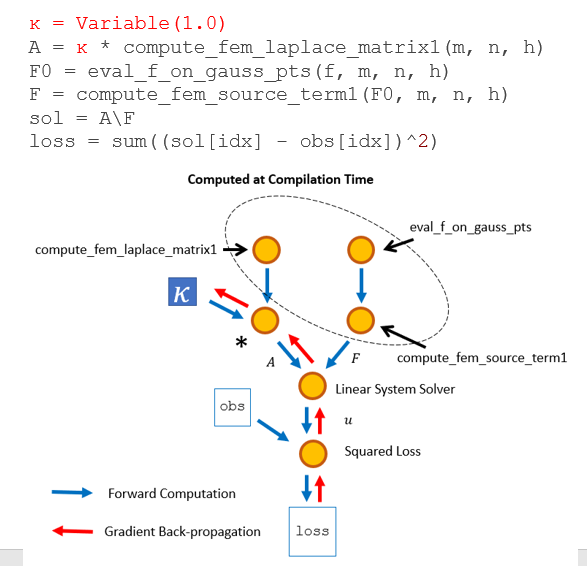 κ = Variable(1.0)
A = κ * compute_fem_laplace_matrix1(m, n, h)
F0 = eval_f_on_gauss_pts(f, m, n, h)
F = compute_fem_source_term1(F0, m, n, h)
sol = A\F
loss = sum((sol[idx] - obs[idx])^2)
Computed at Compilation Time
eval_f_on_gauss_pts
compute_fem_laplace_matrix1
κ
*
A
F
compute_fem_source_term1
Linear System Solver
obs
u
Squared Loss
Forward Computation
Gradient Back-propagation
loss